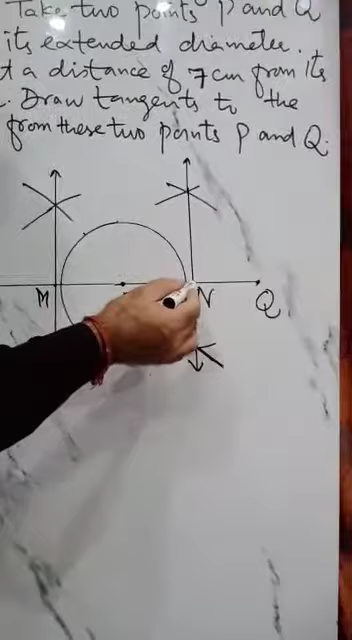 Take two points P and Q
its extended diameter.
at a distance of 7 cm from its
. Draw tangents to the
from these two points P and Q.
M
N
Q